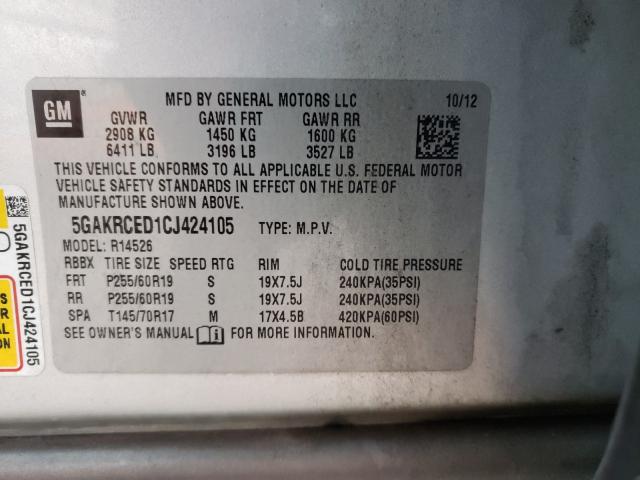 GM®
MFD BY GENERAL MOTORS LLC 10/12
GVWR GAWR FRT GAWR RR
2908 KG 1450 KG 1600 KG
6411 LB 3196 LB 3527 LB
THIS VEHICLE CONFORMS TO ALL APPLICABLE U.S. FEDERAL MOTOR
VEHICLE SAFETY STANDARDS IN EFFECT ON THE DATE OF
MANUFACTURE SHOWN ABOVE.
5GAKRCED1CJ424105 TYPE: M.P.V.
MODEL: R14526
RBBX TIRE SIZE SPEED RTG RIM COLD TIRE PRESSURE
FRT P255/60R19 S 19X7.5J 240KPA(35PSI)
RR P255/60R19 S 19X7.5J 240KPA(35PSI)
SPA T145/70R17 M 17X4.5B 420KPA(60PSI)
SEE OWNER'S MANUAL FOR MORE INFORMATION.
5GAKRCED1CJ424105